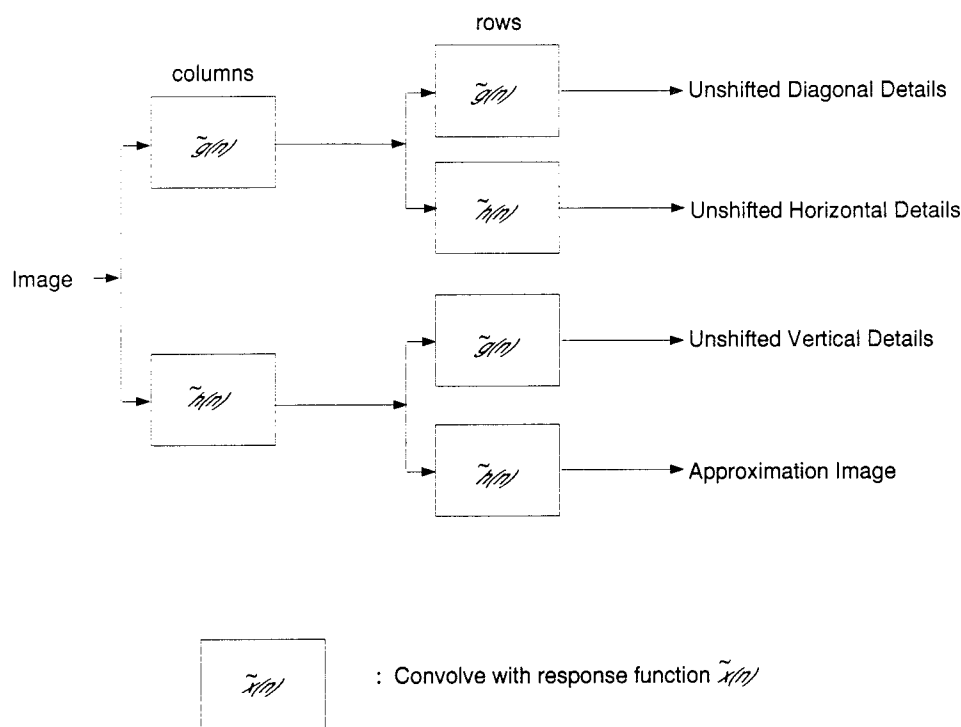 rows
columns
g̃(n)
g̃(n)
Unshifted Diagonal Details
h̃(n)
Unshifted Horizontal Details
Image
h̃(n)
g̃(n)
Unshifted Vertical Details
h̃(n)
Approximation Image
x̃(n)
: Convolve with response function x̃(n)